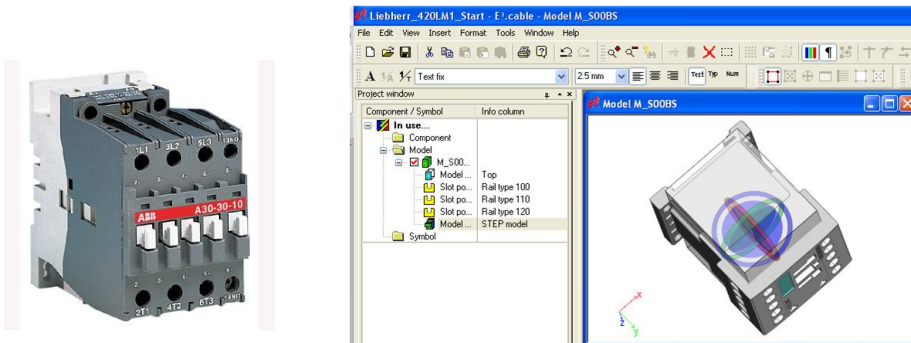 1L1 3L2 5L3 13NO
ABB A30-30-10
2T1 4T2 6T3 14NO
Liebherr_420LM1_Start - E³.cable - Model M_S00BS
File Edit View Insert Format Tools Window Help
A Text fix 2.5 mm Text Typ Num
Project window
Component / Symbol Info column
In use...
Component
Model
M_S00...
Model ... Top
Slot po... Rail type 100
Slot po... Rail type 110
Slot po... Rail type 120
Model ... STEP model
Symbol
Model M_S00BS
x
z
y